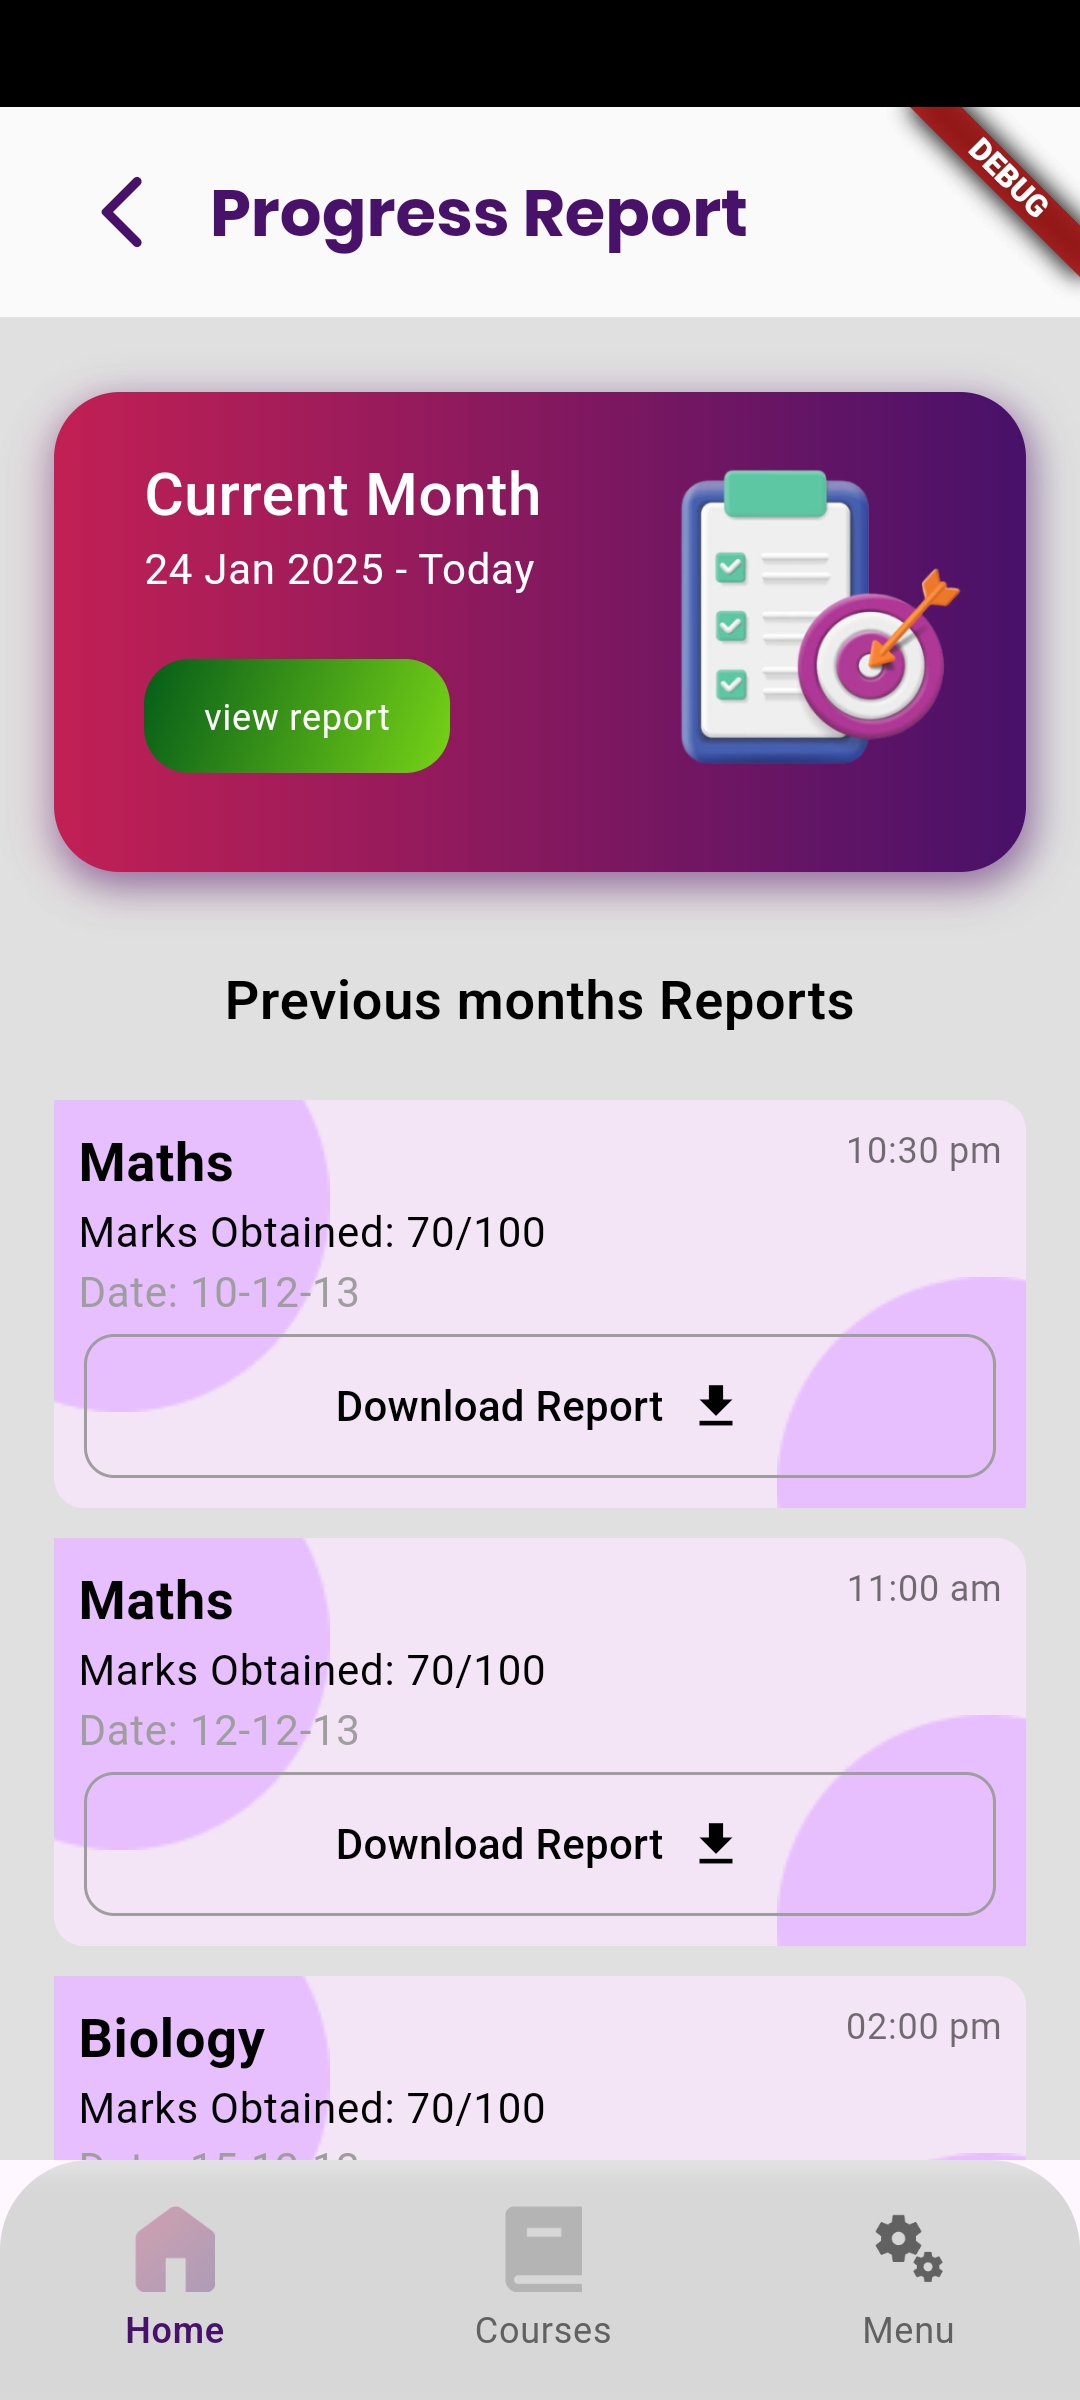 DEBUG
Progress Report
Current Month
24 Jan 2025 - Today
view report
Previous months Reports
Maths
10:30 pm
Marks Obtained: 70/100
Date: 10-12-13
Download Report
Maths
11:00 am
Marks Obtained: 70/100
Date: 12-12-13
Download Report
Biology
02:00 pm
Marks Obtained: 70/100
Home
Courses
Menu